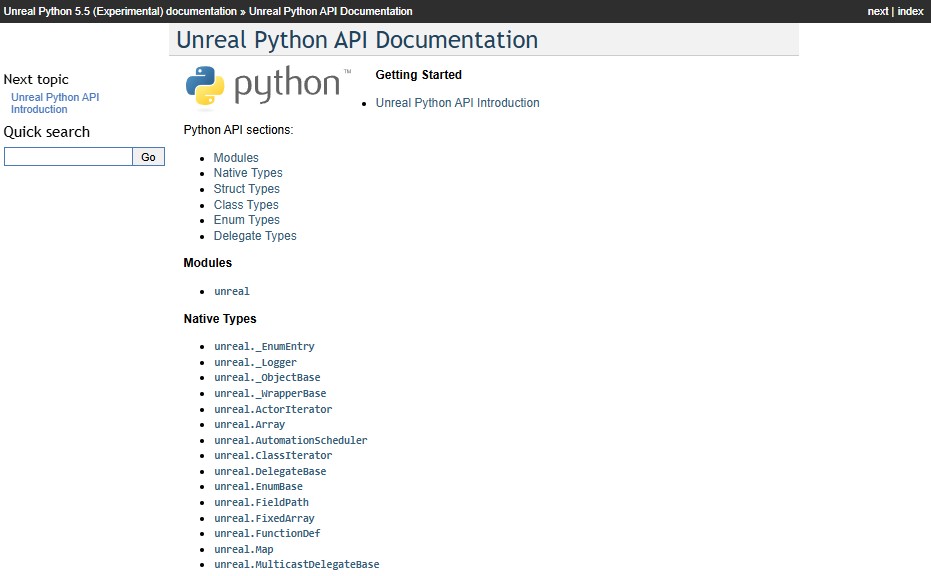 Unreal Python 5.5 (Experimental) documentation » Unreal Python API Documentation
next | index
Unreal Python API Documentation
Next topic
Unreal Python API
Introduction
Quick search
Go
python™
Getting Started
Unreal Python API Introduction
Python API sections:
Modules
Native Types
Struct Types
Class Types
Enum Types
Delegate Types
Modules
unreal
Native Types
unreal._EnumEntry
unreal._Logger
unreal._ObjectBase
unreal._WrapperBase
unreal.ActorIterator
unreal.Array
unreal.AutomationScheduler
unreal.ClassIterator
unreal.DelegateBase
unreal.EnumBase
unreal.FieldPath
unreal.FixedArray
unreal.FunctionDef
unreal.Map
unreal.MulticastDelegateBase